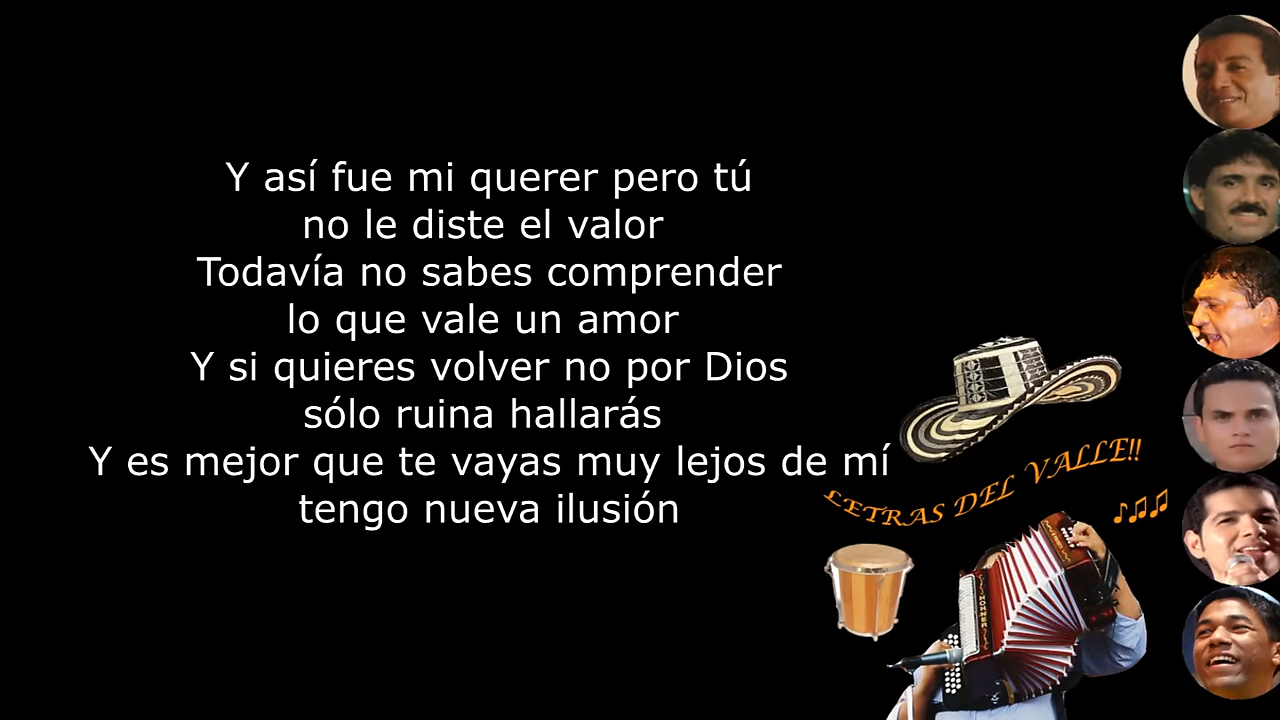 Y así fue mi querer pero tú
no le diste el valor
Todavía no sabes comprender
lo que vale un amor
Y si quieres volver no por Dios
sólo ruina hallarás
Y es mejor que te vayas muy lejos de mí
tengo nueva ilusión
LETRAS DEL VALLE!!
HOHNER